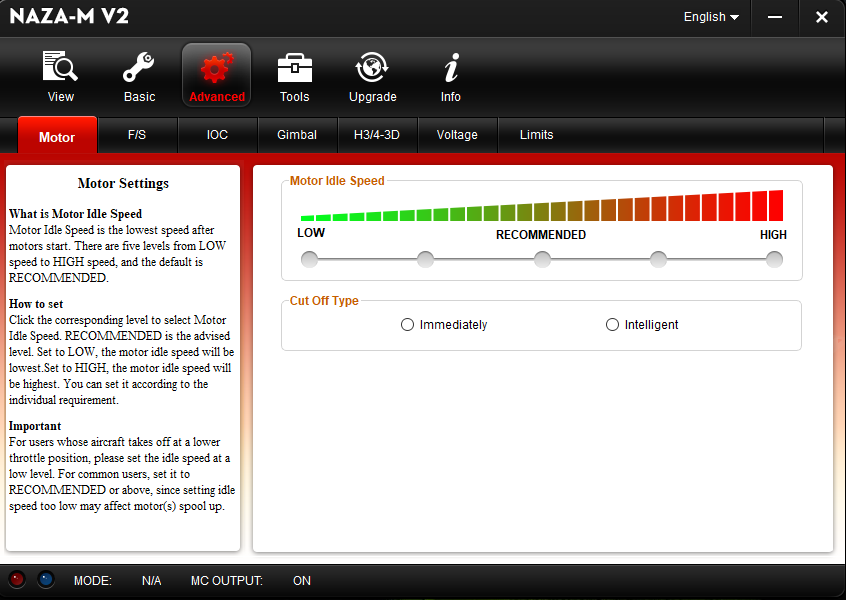 NAZA-M V2
English
View
Basic
Advanced
Tools
Upgrade
Info
Motor
F/S
IOC
Gimbal
H3/4-3D
Voltage
Limits
Motor Settings
What is Motor Idle Speed
Motor Idle Speed is the lowest speed after
motors start. There are five levels from LOW
speed to HIGH speed, and the default is
RECOMMENDED.
How to set
Click the corresponding level to select Motor
Idle Speed. RECOMMENDED is the advised
level. Set to LOW, the motor idle speed will be
lowest.Set to HIGH, the motor idle speed will
be highest. You can set it according to the
individual requirement.
Important
For users whose aircraft takes off at a lower
throttle position, please set the idle speed at a
low level. For common users, set it to
RECOMMENDED or above, since setting idle
speed too low may affect motor(s) spool up.
Motor Idle Speed
LOW
RECOMMENDED
HIGH
Cut Off Type
Immediately
Intelligent
MODE:
N/A
MC OUTPUT:
ON